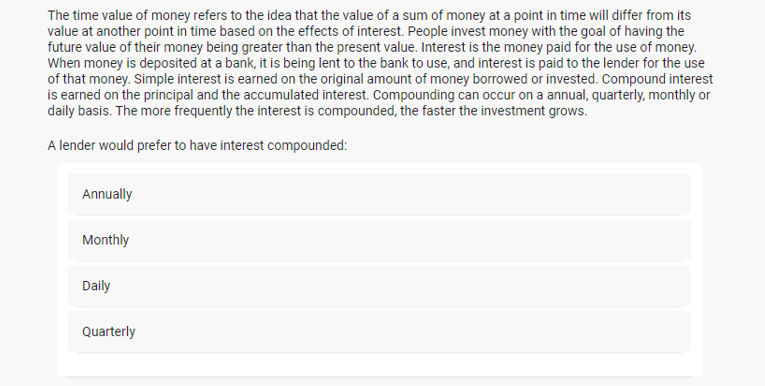 The time value of money refers to the idea that the value of a sum of money at a point in time will differ from its
value at another point in time based on the effects of interest. People invest money with the goal of having the
future value of their money being greater than the present value. Interest is the money paid for the use of money.
When money is deposited at a bank, it is being lent to the bank to use, and interest is paid to the lender for the use
of that money. Simple interest is earned on the original amount of money borrowed or invested. Compound interest
is earned on the principal and the accumulated interest. Compounding can occur on a annual, quarterly, monthly or
daily basis. The more frequently the interest is compounded, the faster the investment grows.
A lender would prefer to have interest compounded:
Annually
Monthly
Daily
Quarterly